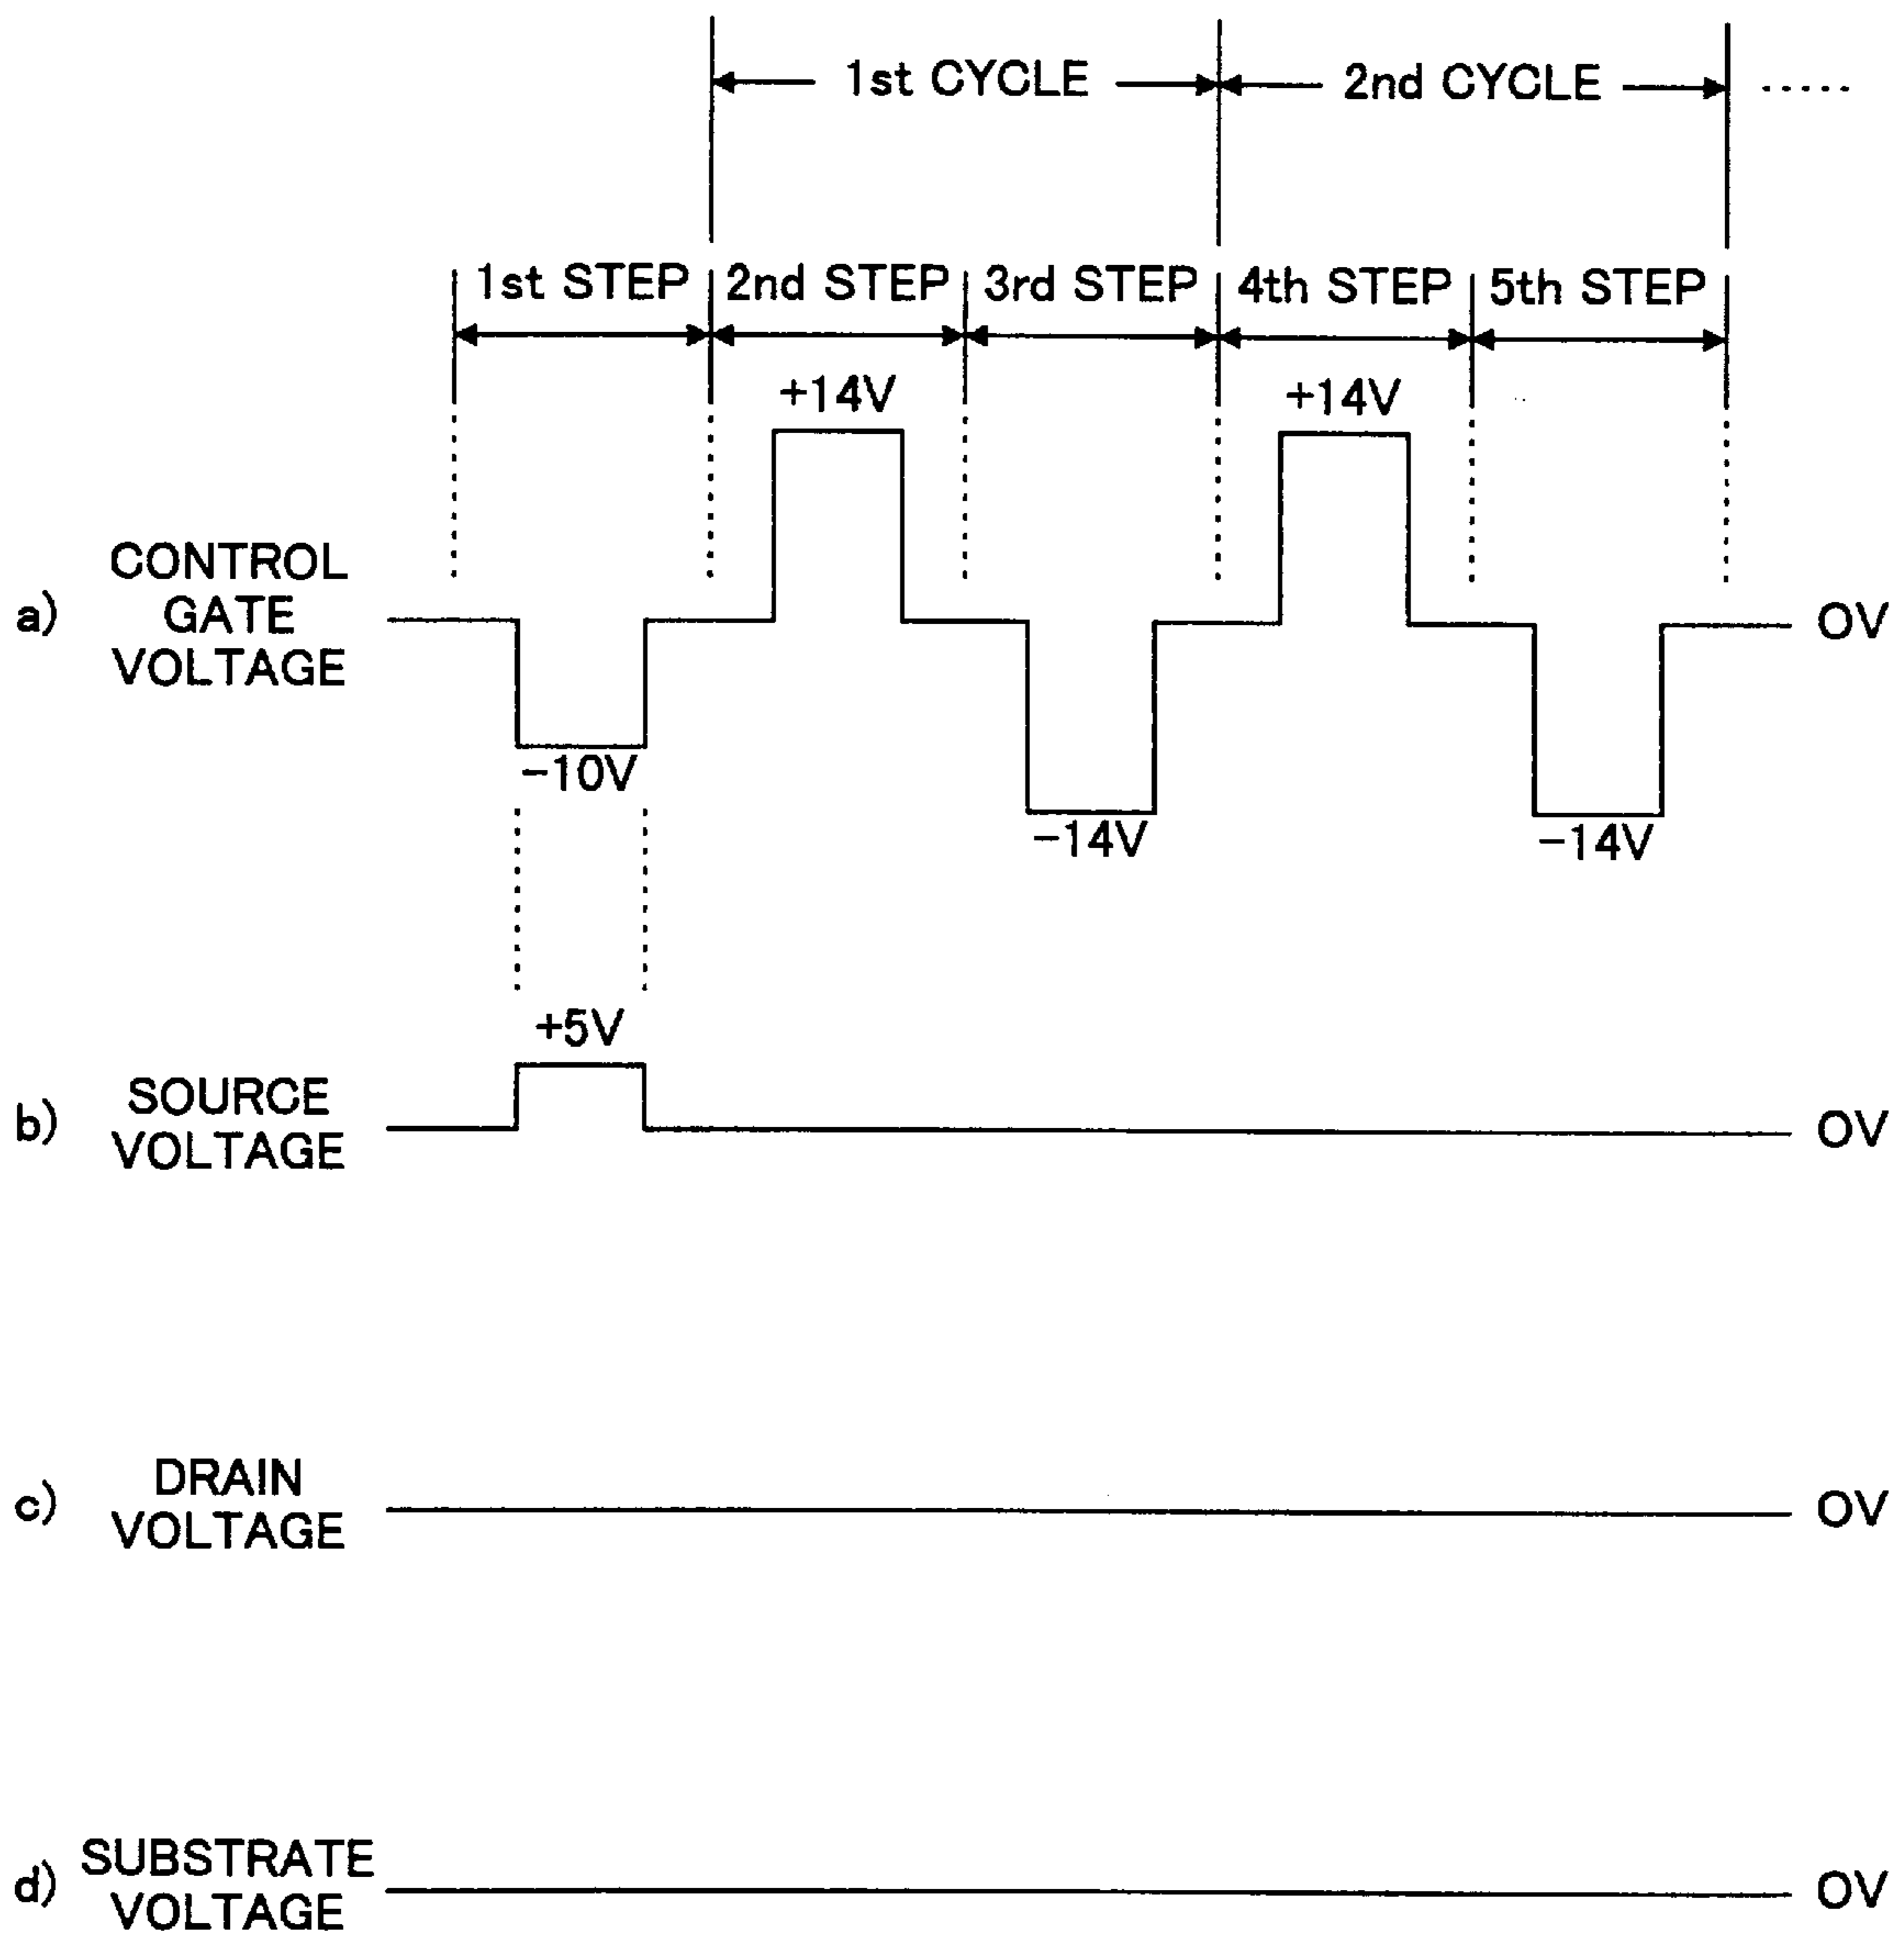 1st CYCLE 2nd CYCLE .....
1st STEP 2nd STEP 3rd STEP 4th STEP 5th STEP
+14V +14V
a) CONTROL
GATE
VOLTAGE
0V
-10V
-14V
-14V
+5V
b) SOURCE
VOLTAGE
0V
c) DRAIN
VOLTAGE
0V
d) SUBSTRATE
VOLTAGE
0V